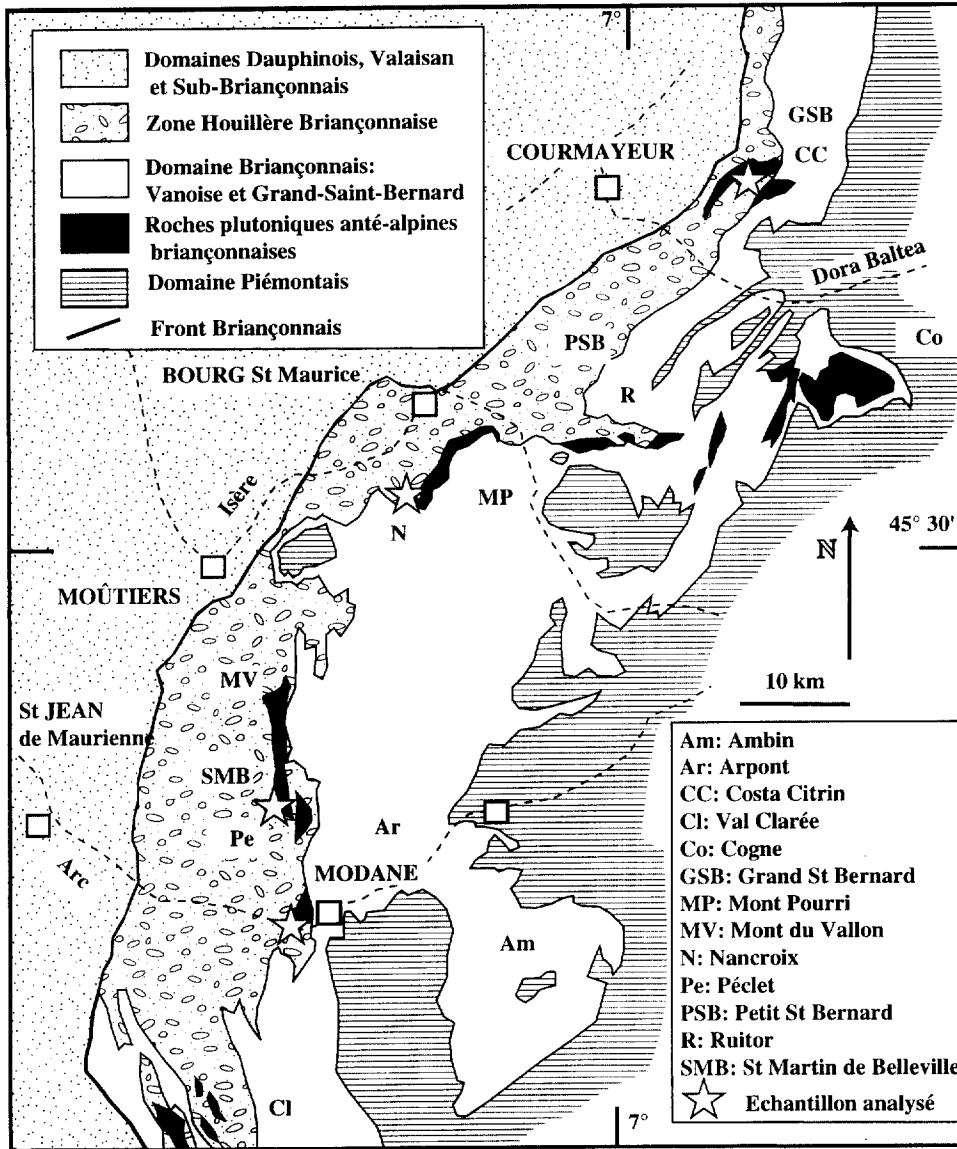 7°
Domaines Dauphinois, Valaisan
et Sub-Briançonnais
Zone Houillère Briançonnaise
Domaine Briançonnais:
Vanoise et Grand-Saint-Bernard
Roches plutoniques anté-alpines
briançonnaises
Domaine Piémontais
Front Briançonnais
GSB
CC
COURMAYEUR
Dora Baltea
PSB
Co
BOURG St Maurice
R
Isère
MP
N
N
45° 30'
MOÛTIERS
10 km
MV
St JEAN
de Maurienne
SMB
Pe
Ar
MODANE
Arc
Am
Cl
7°
Am: Ambin
Ar: Arpont
CC: Costa Citrin
Cl: Val Clarée
Co: Cogne
GSB: Grand St Bernard
MP: Mont Pourri
MV: Mont du Vallon
N: Nancroix
Pe: Péclet
PSB: Petit St Bernard
R: Ruitor
SMB: St Martin de Belleville
Echantillon analysé